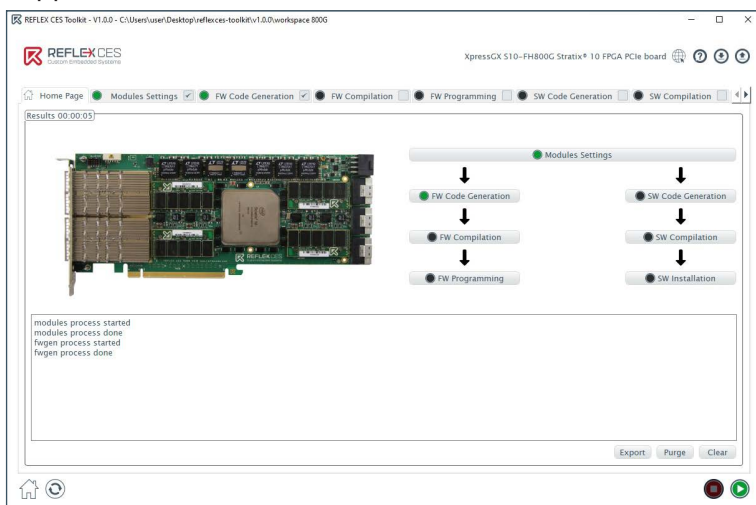 REFLEX CES Toolkit - V1.0.0 - C:\Users\user\Desktop\reflexces-toolkit\v1.0.0\workspace 800G
REFLEX CES
Custom Embedded Systems
XpressGX S10-FH800G Stratix® 10 FPGA PCIe board
Home Page
Modules Settings
FW Code Generation
FW Compilation
FW Programming
SW Code Generation
SW Compilation
Results 00:00:05
Modules Settings
FW Code Generation
SW Code Generation
FW Compilation
SW Compilation
FW Programming
SW Installation
REFLEX CES
modules process started
modules process done
fwgen process started
fwgen process done
Export
Purge
Clear